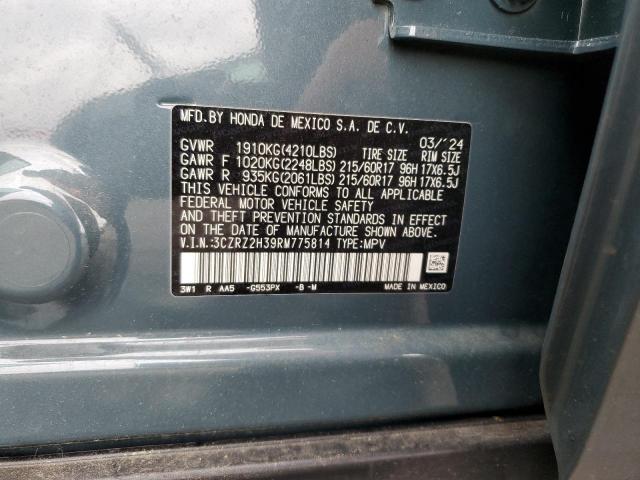 MFD.BY HONDA DE MEXICO S.A. DE C.V.
03/'24
GVWR 1910KG(4210LBS) TIRE SIZE RIM SIZE
GAWR F 1020KG(2248LBS) 215/60R17 96H 17X6.5J
GAWR R 935KG(2061LBS) 215/60R17 96H 17X6.5J
THIS VEHICLE CONFORMS TO ALL APPLICABLE
FEDERAL MOTOR VEHICLE SAFETY
AND THEFT PREVENTION STANDARDS IN EFFECT
ON THE DATE OF MANUFACTURE SHOWN ABOVE.
V.I.N:3CZRZ2H39RM775814 TYPE:MPV
3W1 R AA5 -G553PX -B -M MADE IN MEXICO